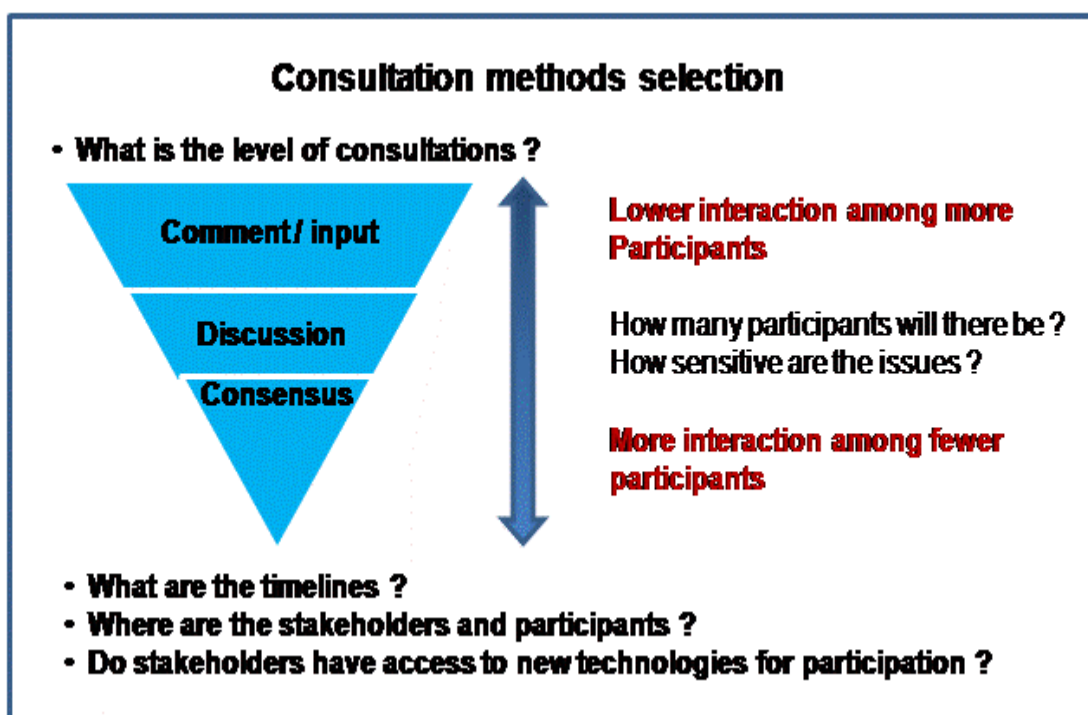 Consultation methods selection
• What is the level of consultations ?
Comment / input
Discussion
Consensus
Lower interaction among more
Participants
How many participants will there be ?
How sensitive are the issues ?
More interaction among fewer
participants
• What are the timelines ?
• Where are the stakeholders and participants ?
• Do stakeholders have access to new technologies for participation ?